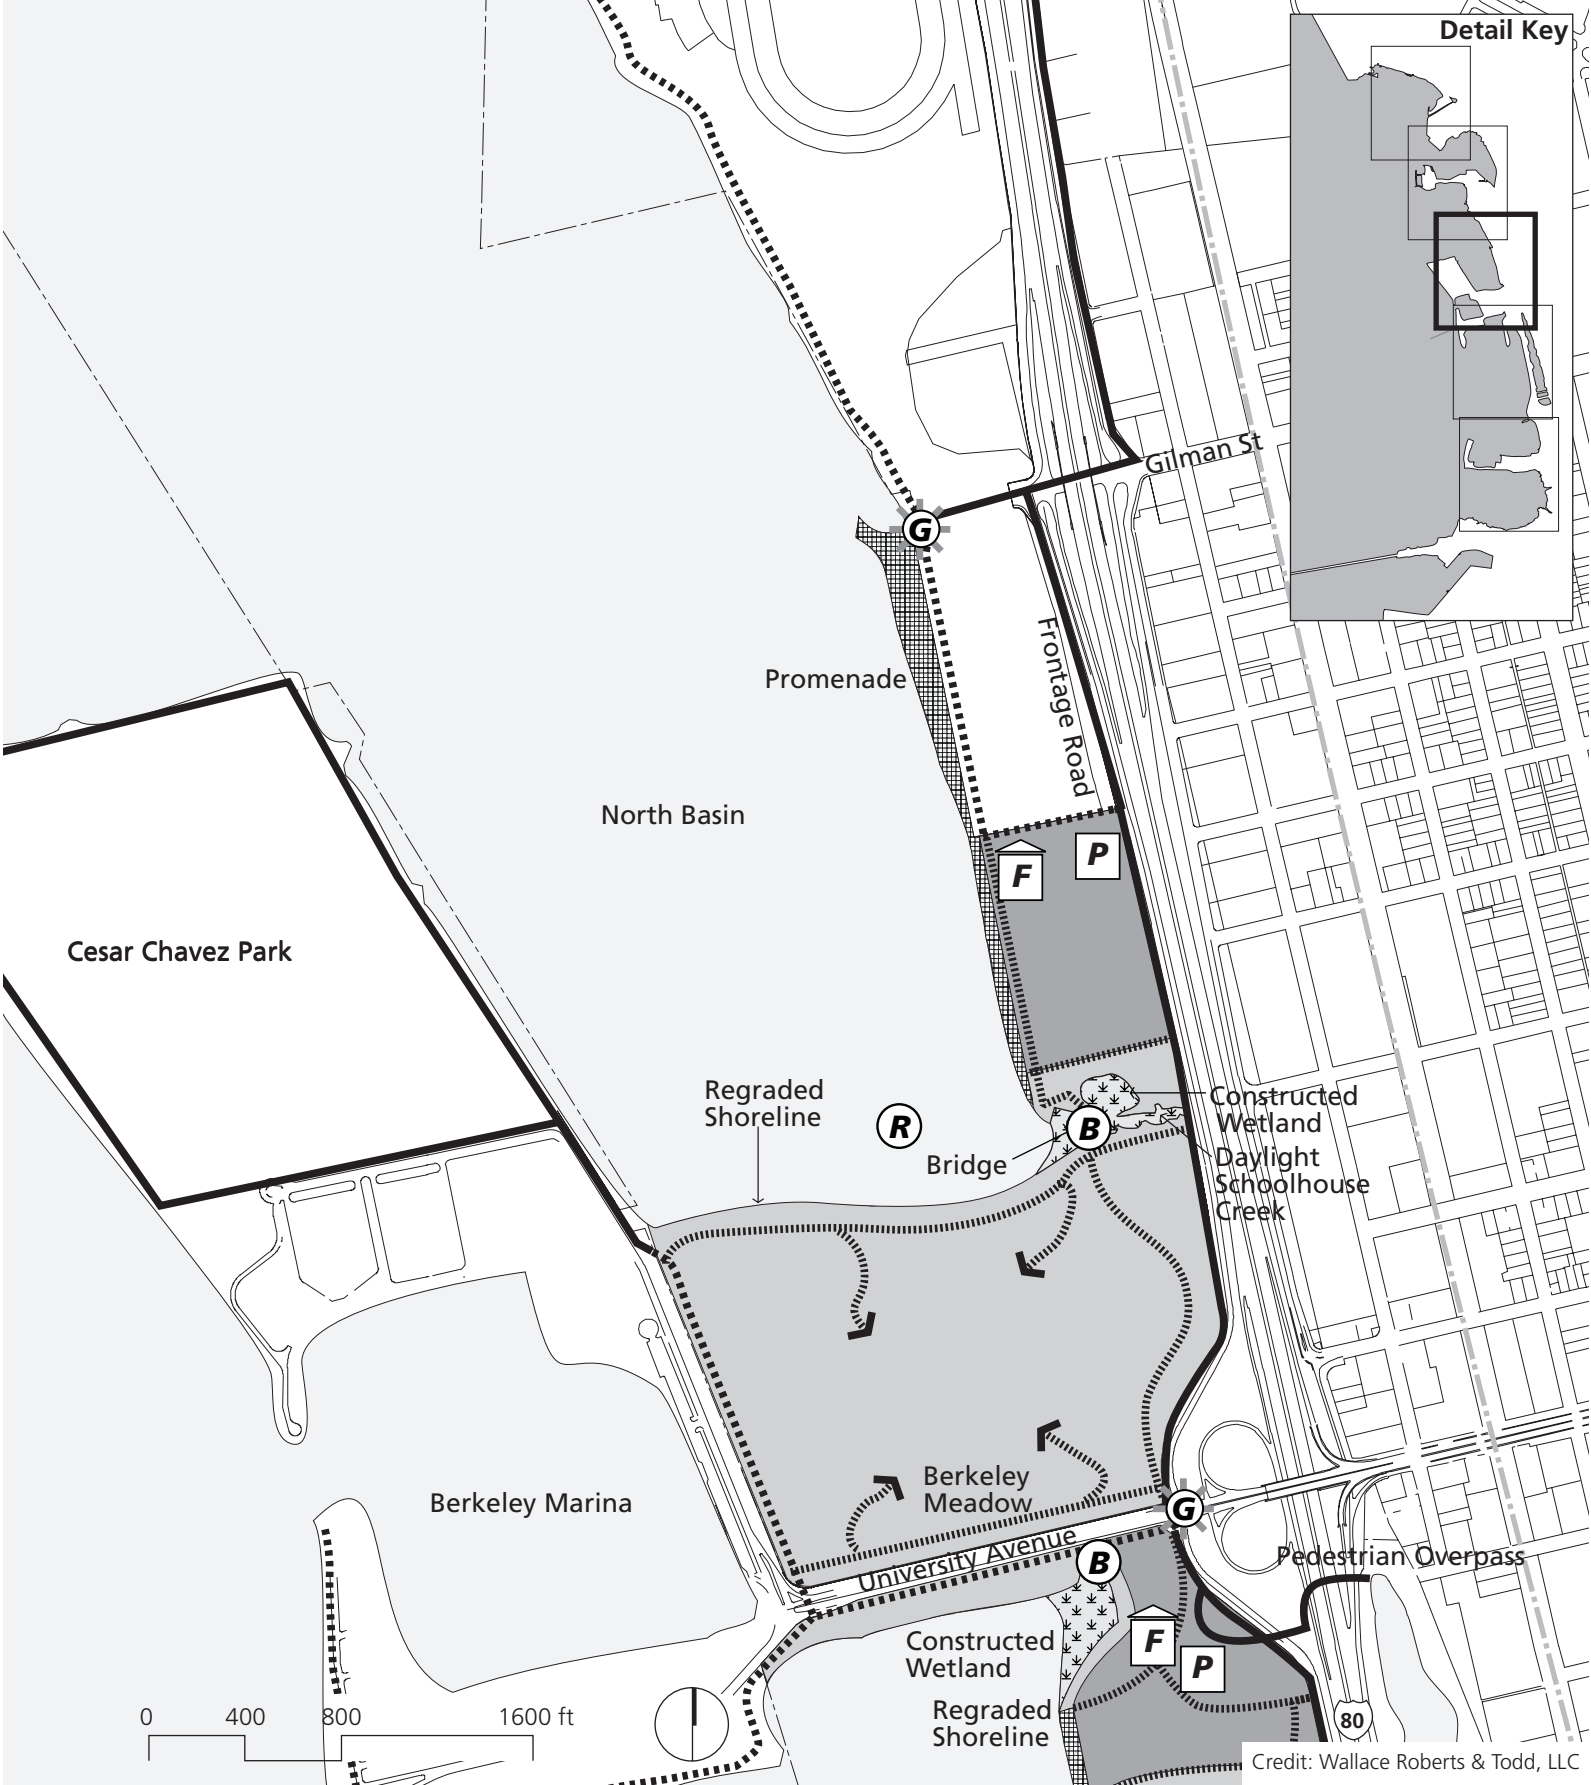 Detail Key
Gilman St
G
Frontage Road
Promenade
North Basin
F
P
Cesar Chavez Park
Regraded
Shoreline
R
B
Bridge
Constructed
Wetland
Daylight
Schoolhouse
Creek
Berkeley
Meadow
Berkeley Marina
G
University Avenue
B
Pedestrian Overpass
Constructed
Wetland
F
P
Regraded
Shoreline
80
0 400 800 1600 ft
Credit: Wallace Roberts & Todd, LLC